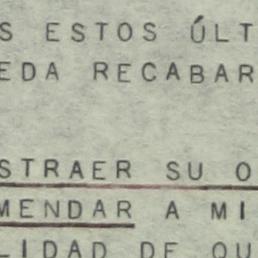 S ESTOS ÚLT
EDA RECABAR
STRAER SU O
MENDAR A MI
LIDAD DE QU